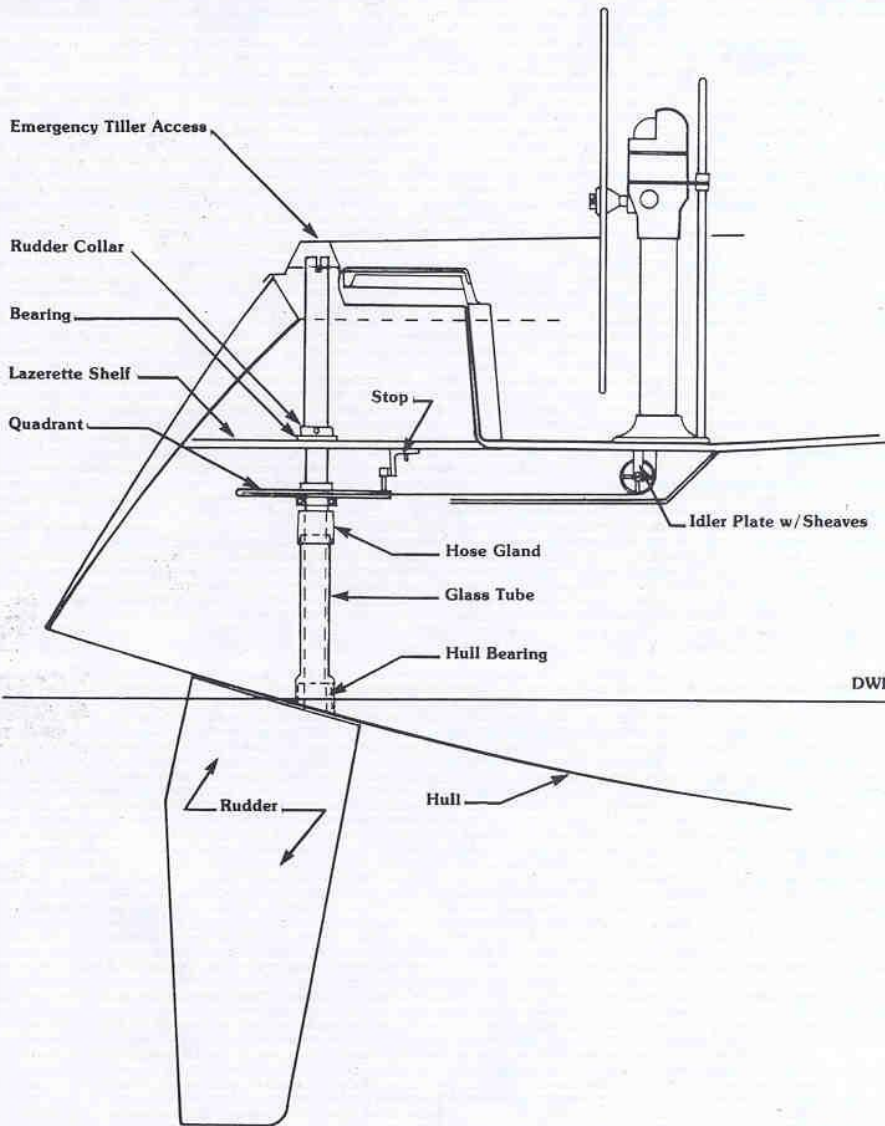 Emergency Tiller Access
Rudder Collar
Bearing
Lazerette Shelf
Stop
Quadrant
Idler Plate w/Sheaves
Hose Gland
Glass Tube
Hull Bearing
DWL
Rudder
Hull